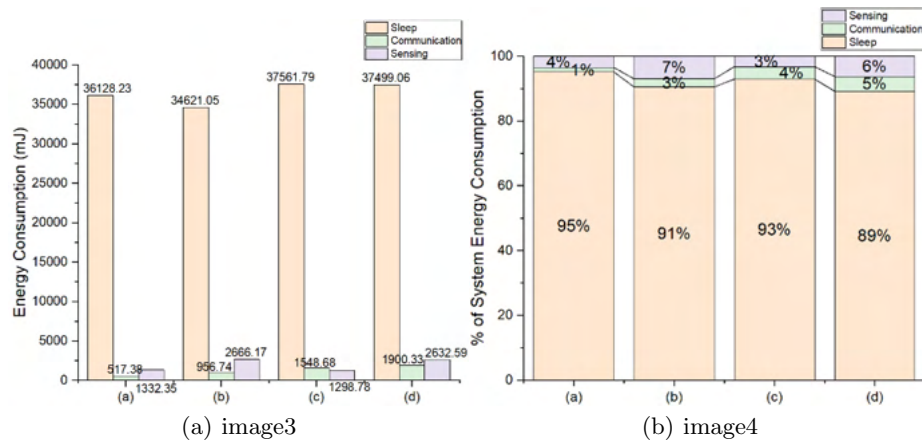 Sleep
Communication
Sensing
Energy Consumption (mJ)
40000
35000
30000
25000
20000
15000
10000
5000
0
36128.23
517.38
1332.35
34621.05
956.74
2666.17
37561.79
1548.68
1298.78
37499.06
1900.33
2632.59
(a)
(b)
(c)
(d)
(a) image3
Sensing
Communication
Sleep
% of System Energy Consumption
100
80
60
40
20
0
4%
1%
95%
7%
3%
91%
3%
4%
93%
6%
5%
89%
(a)
(b)
(c)
(d)
(b) image4